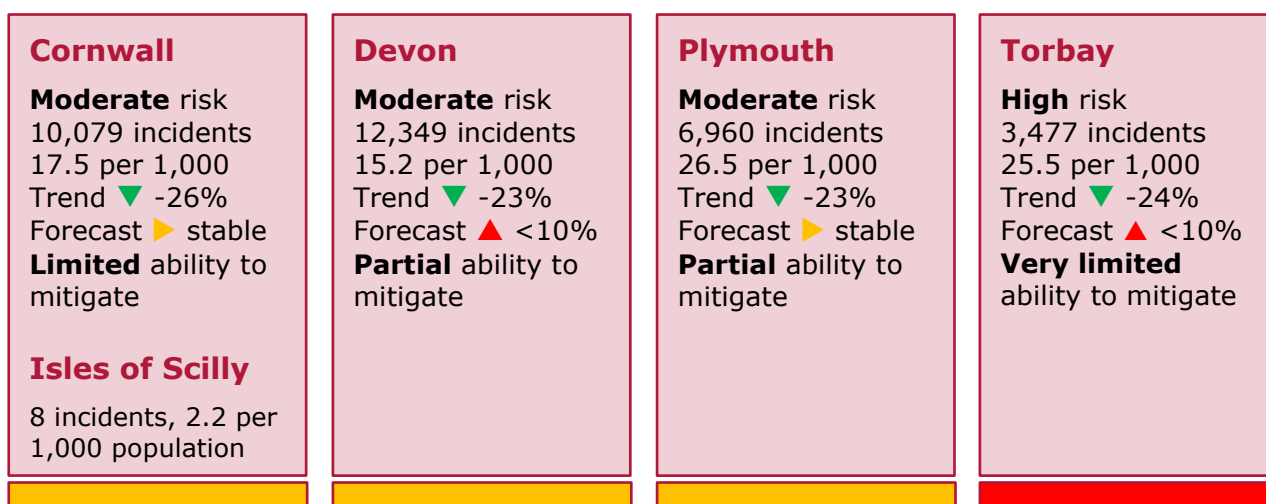 Cornwall
Moderate risk
10,079 incidents
17.5 per 1,000
Trend ▼ -26%
Forecast ▶ stable
Limited ability to
mitigate
Isles of Scilly
8 incidents, 2.2 per
1,000 population
Devon
Moderate risk
12,349 incidents
15.2 per 1,000
Trend ▼ -23%
Forecast ▲ <10%
Partial ability to
mitigate
Plymouth
Moderate risk
6,960 incidents
26.5 per 1,000
Trend ▼ -23%
Forecast ▶ stable
Partial ability to
mitigate
Torbay
High risk
3,477 incidents
25.5 per 1,000
Trend ▼ -24%
Forecast ▲ <10%
Very limited
ability to mitigate